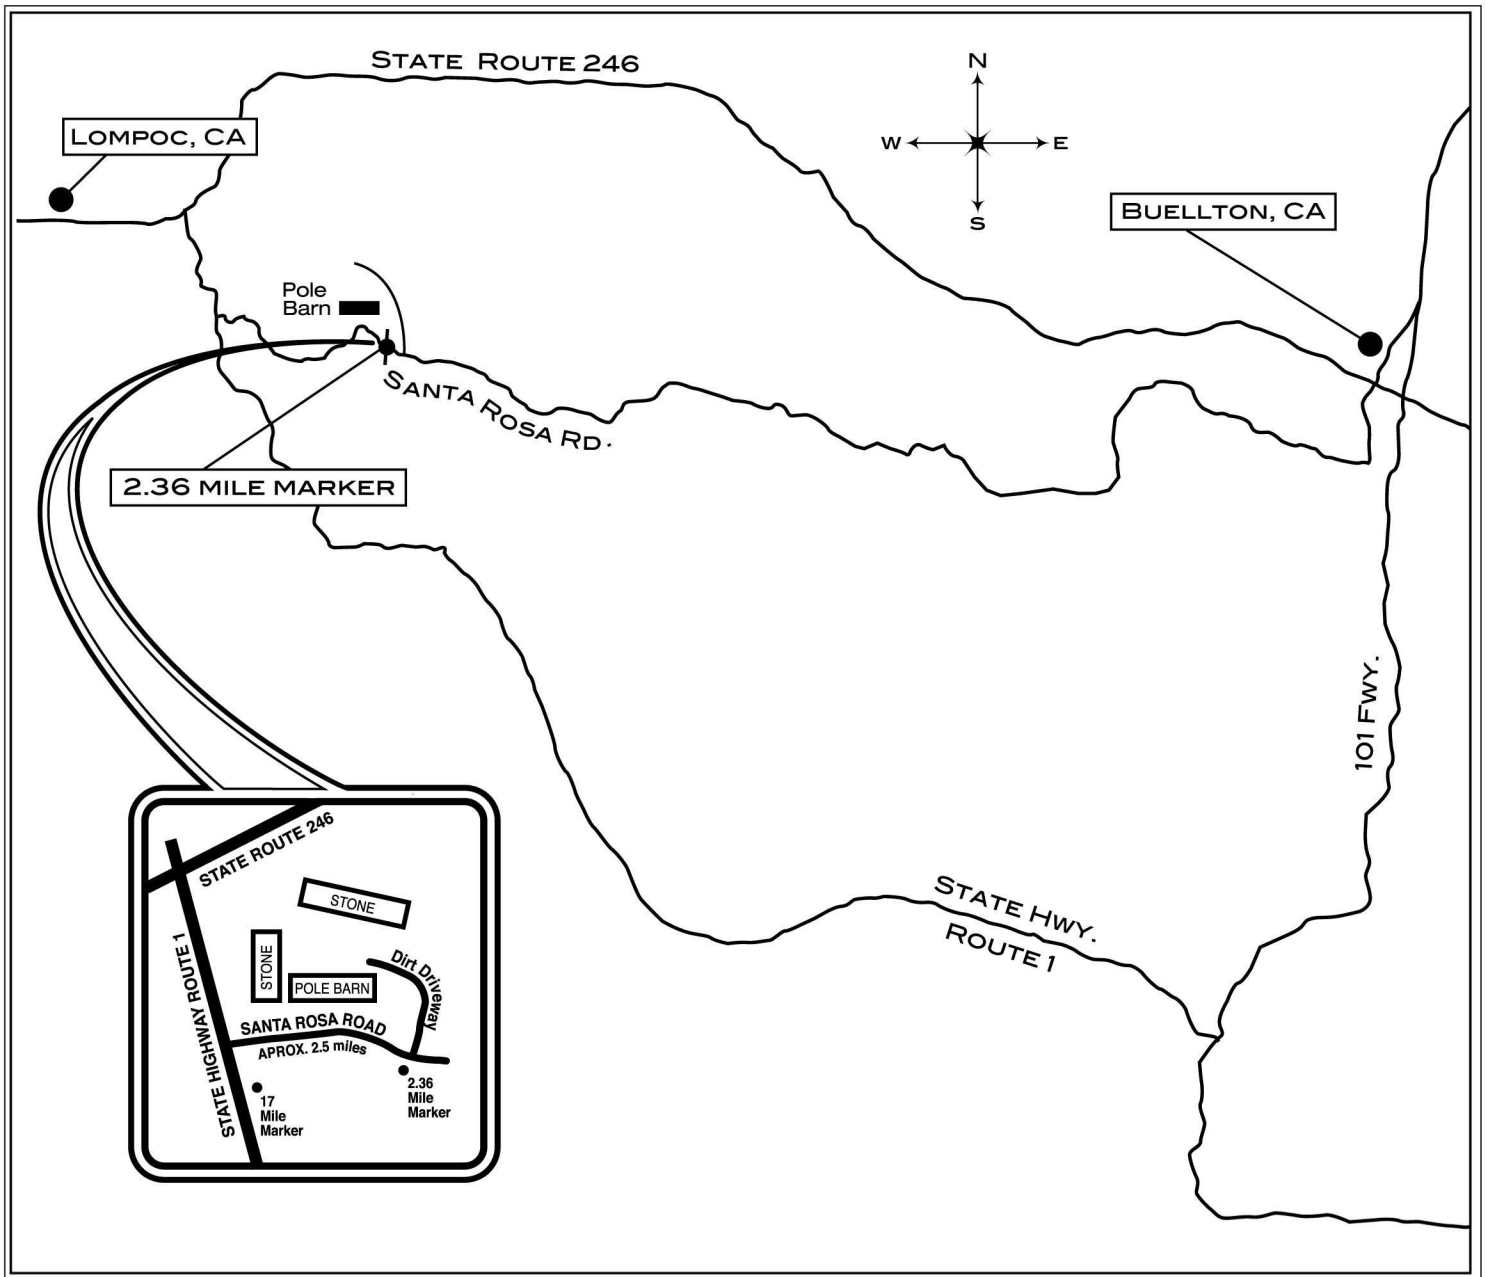 STATE ROUTE 246
N
LOMPOC, CA
W
E
S
BUELLTON, CA
Pole
Barn
SANTA ROSA RD.
2.36 MILE MARKER
101 FWY.
STATE HWY.
ROUTE 1
STATE ROUTE 246
STONE
STONE
POLE BARN
Dirt Driveway
STATE HIGHWAY ROUTE 1
SANTA ROSA ROAD
APROX. 2.5 miles
2.36
Mile
Marker
17
Mile
Marker